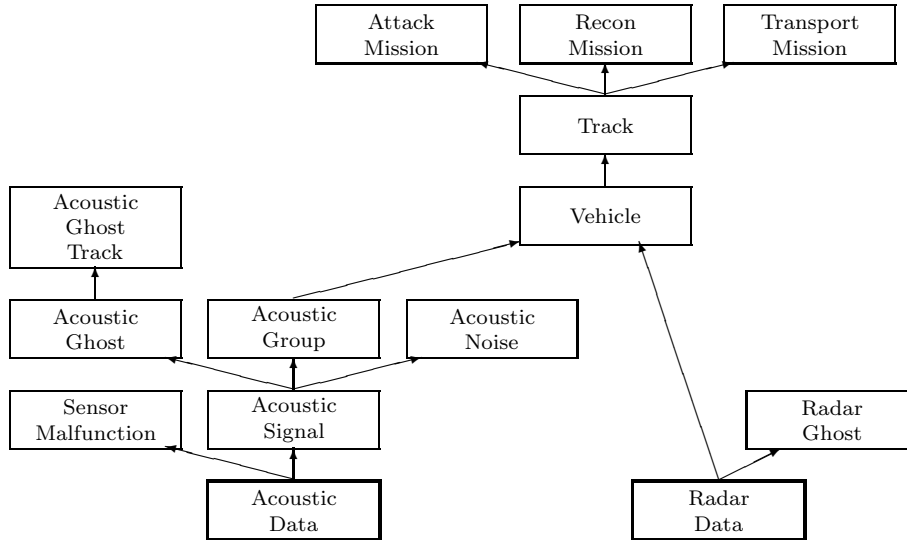 Attack
Mission
Recon
Mission
Transport
Mission
Track
Acoustic
Ghost
Track
Vehicle
Acoustic
Ghost
Acoustic
Group
Acoustic
Noise
Sensor
Malfunction
Acoustic
Signal
Radar
Ghost
Acoustic
Data
Radar
Data